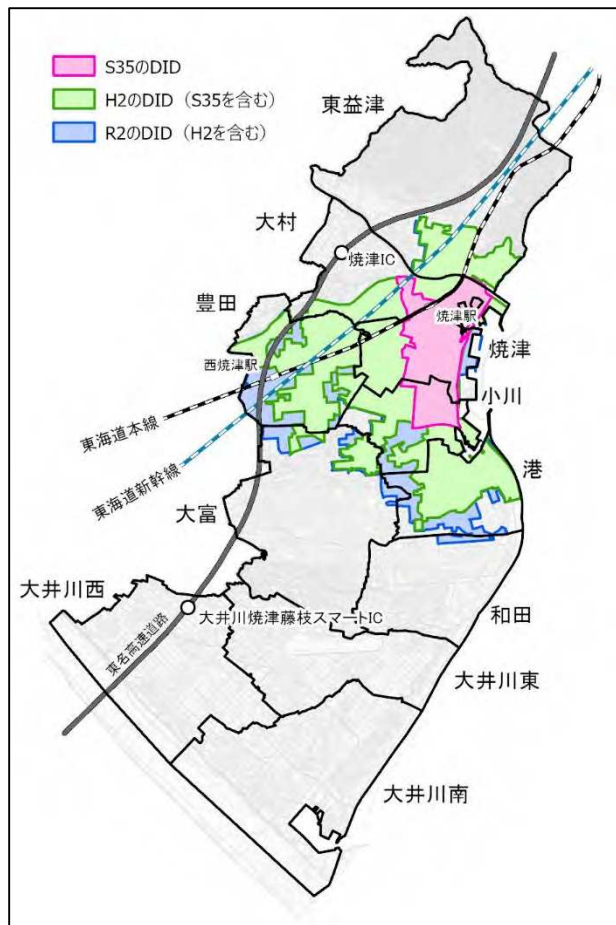 S35のDID
H2のDID（S35を含む）
R2のDID（H2を含む）
東益津
大村
焼津IC
豊田
焼津駅
焼津
西焼津駅
小川
東海道本線
東海道新幹線
港
大富
大井川西
大井川焼津藤枝スマートIC
和田
東名高速道路
大井川東
大井川南